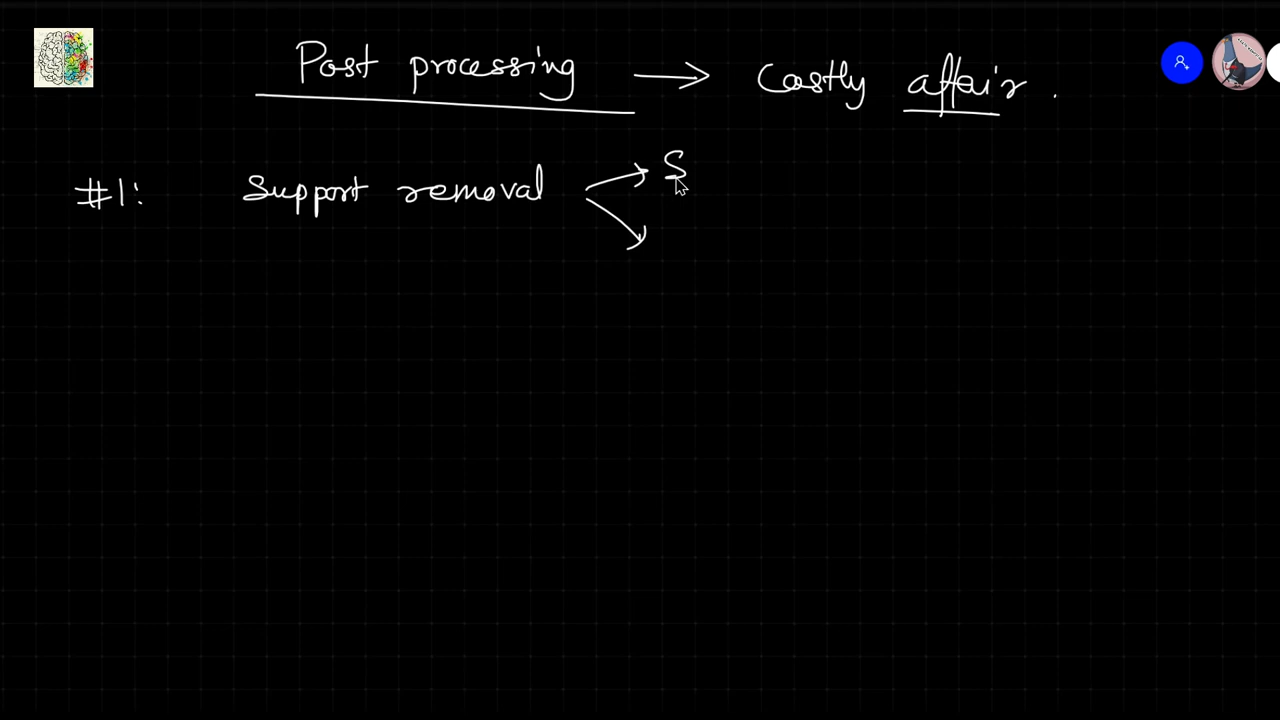 Post processing → Costly affair.
#1: Support removal → S